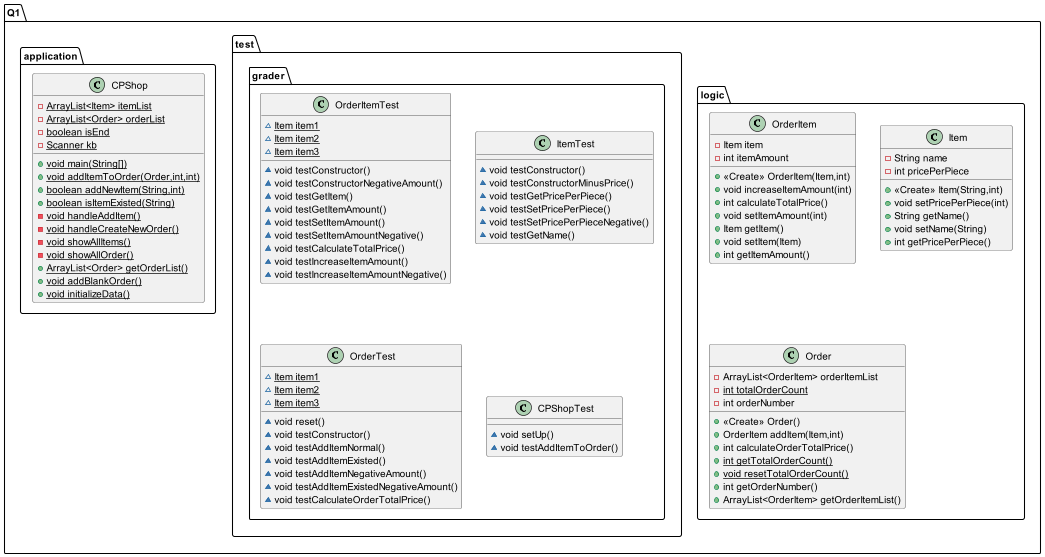 Q1
application
C CPShop
ArrayList<Item> itemList
ArrayList<Order> orderList
boolean isEnd
Scanner kb
void main(String[])
void addItemToOrder(Order,int,int)
boolean addNewItem(String,int)
boolean isItemExisted(String)
void handleAddItem()
void handleCreateNewOrder()
void showAllItems()
void showAllOrder()
ArrayList<Order> getOrderList()
void addBlankOrder()
void initializeData()
test
grader
C OrderItemTest
Item item1
Item item2
Item item3
void testConstructor()
void testConstructorNegativeAmount()
void testGetItem()
void testGetItemAmount()
void testSetItemAmount()
void testSetItemAmountNegative()
void testCalculateTotalPrice()
void testIncreaseItemAmount()
void testIncreaseItemAmountNegative()
C ItemTest
void testConstructor()
void testConstructorMinusPrice()
void testGetPricePerPiece()
void testSetPricePerPiece()
void testSetPricePerPieceNegative()
void testGetName()
C OrderTest
Item item1
Item item2
Item item3
void reset()
void testConstructor()
void testAddItemNormal()
void testAddItemExisted()
void testAddItemNegativeAmount()
void testAddItemExistedNegativeAmount()
void testCalculateOrderTotalPrice()
C CPShopTest
void setUp()
void testAddItemToOrder()
logic
C OrderItem
Item item
int itemAmount
«Create» OrderItem(Item,int)
void increaseItemAmount(int)
int calculateTotalPrice()
void setItemAmount(int)
Item getItem()
void setItem(Item)
int getItemAmount()
C Item
String name
int pricePerPiece
«Create» Item(String,int)
void setPricePerPiece(int)
String getName()
void setName(String)
int getPricePerPiece()
C Order
ArrayList<OrderItem> orderItemList
int totalOrderCount
int orderNumber
«Create» Order()
OrderItem addItem(Item,int)
int calculateOrderTotalPrice()
int getTotalOrderCount()
void resetTotalOrderCount()
int getOrderNumber()
ArrayList<OrderItem> getOrderItemList()